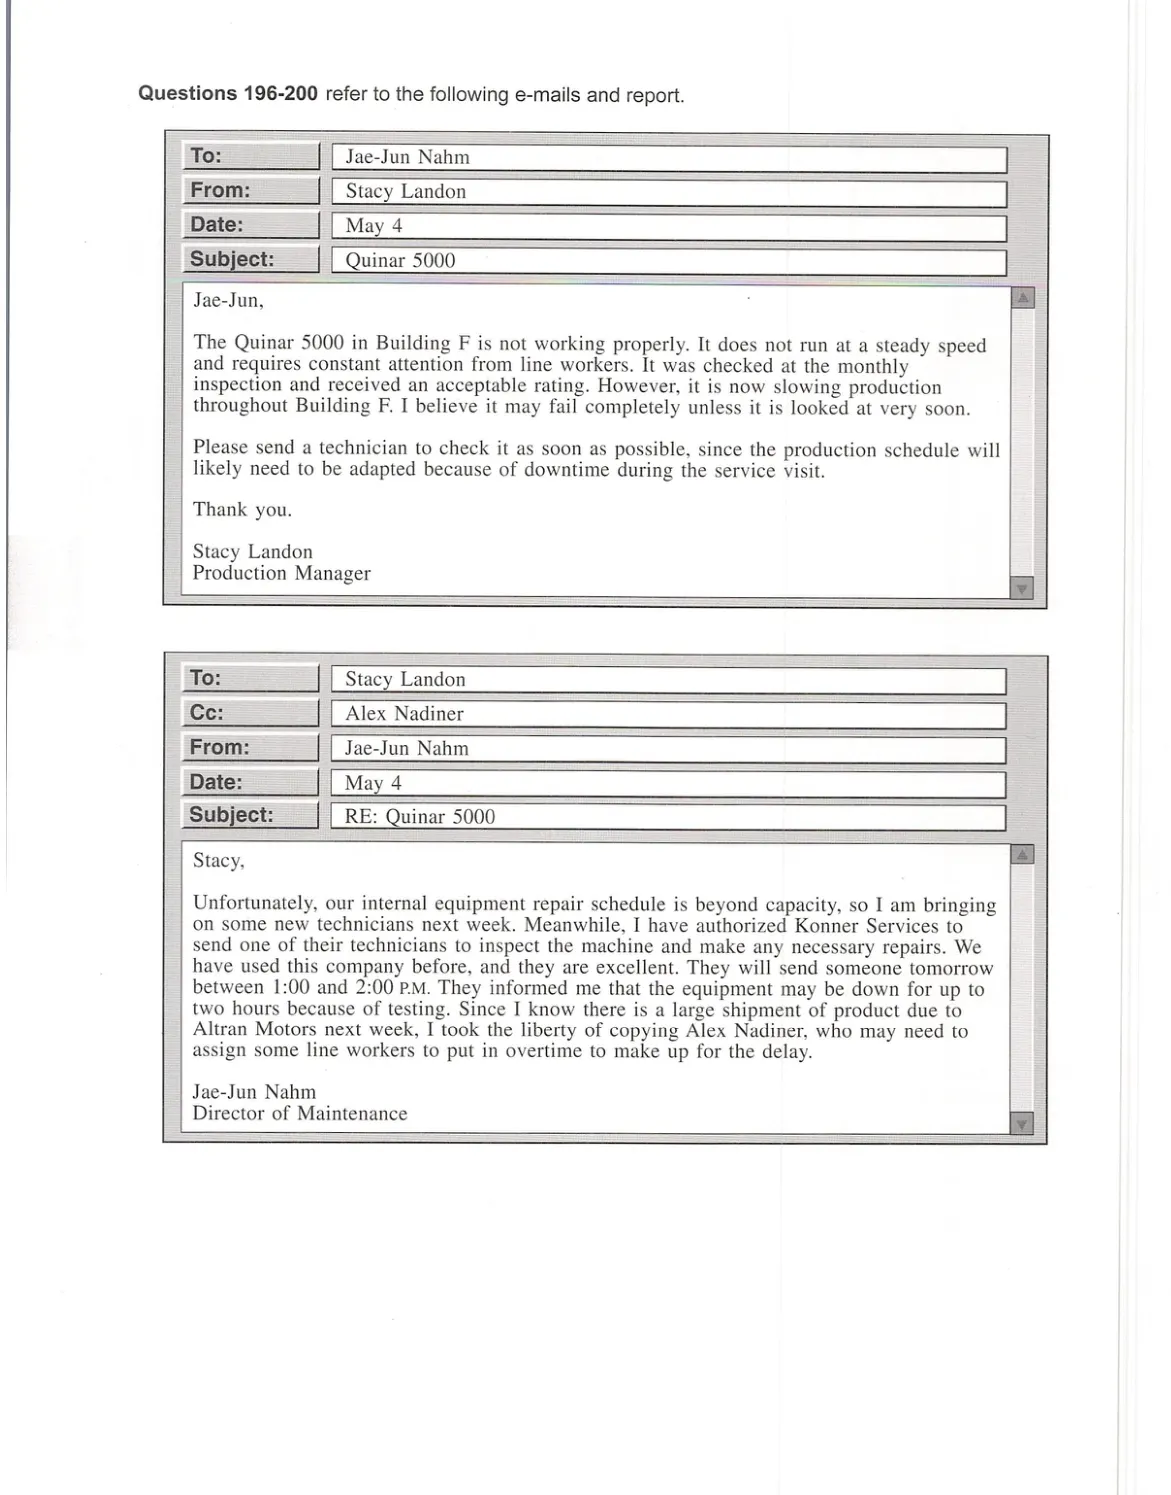 Questions 196-200 refer to the following e-mails and report.
To: Jae-Jun Nahm
From: Stacy Landon
Date: May 4
Subject: Quinar 5000
Jae-Jun,
The Quinar 5000 in Building F is not working properly. It does not run at a steady speed
and requires constant attention from line workers. It was checked at the monthly
inspection and received an acceptable rating. However, it is now slowing production
throughout Building F. I believe it may fail completely unless it is looked at very soon.
Please send a technician to check it as soon as possible, since the production schedule will
likely need to be adapted because of downtime during the service visit.
Thank you.
Stacy Landon
Production Manager
To: Stacy Landon
Cc: Alex Nadiner
From: Jae-Jun Nahm
Date: May 4
Subject: RE: Quinar 5000
Stacy,
Unfortunately, our internal equipment repair schedule is beyond capacity, so I am bringing
on some new technicians next week. Meanwhile, I have authorized Konner Services to
send one of their technicians to inspect the machine and make any necessary repairs. We
have used this company before, and they are excellent. They will send someone tomorrow
between 1:00 and 2:00 P.M. They informed me that the equipment may be down for up to
two hours because of testing. Since I know there is a large shipment of product due to
Altran Motors next week, I took the liberty of copying Alex Nadiner, who may need to
assign some line workers to put in overtime to make up for the delay.
Jae-Jun Nahm
Director of Maintenance